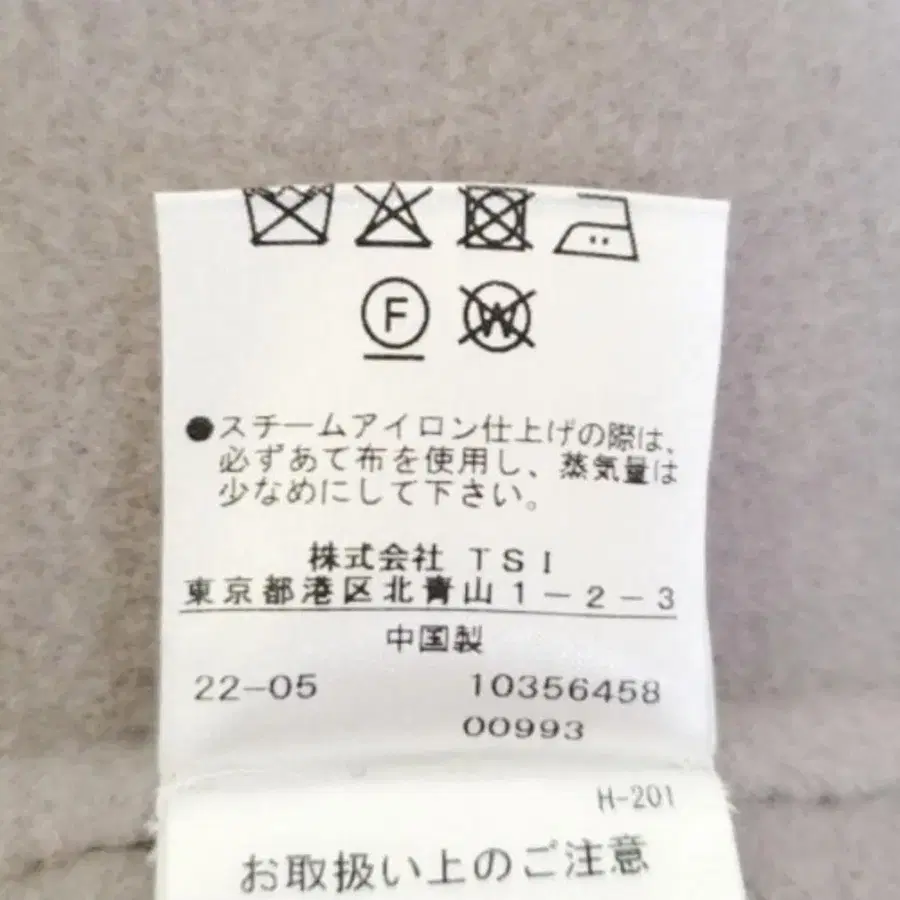 F W
●スチームアイロン仕上げの際は、
必ずあて布を使用し、蒸気量は
少なめにして下さい。
株式会社 TSI
東京都港区北青山1-2-3
中国製
22-05 10356458
00993
H-201
お取扱い上のご注意